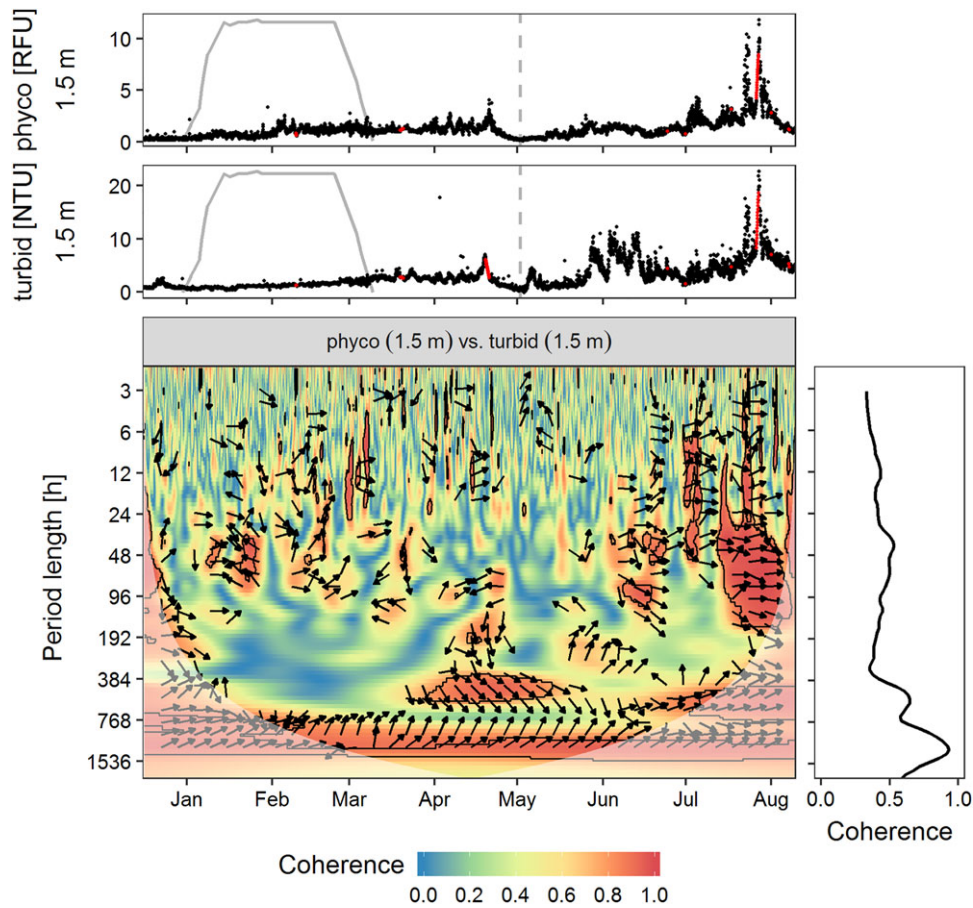 phyco [RFU]
1.5 m
10
5
0
turbid [NTU]
1.5 m
20
10
0
phyco (1.5 m) vs. turbid (1.5 m)
Period length [h]
3
6
12
24
48
96
192
384
768
1536
Jan Feb Mar Apr May Jun Jul Aug
0.0 0.5 1.0
Coherence
Coherence
0.0 0.2 0.4 0.6 0.8 1.0